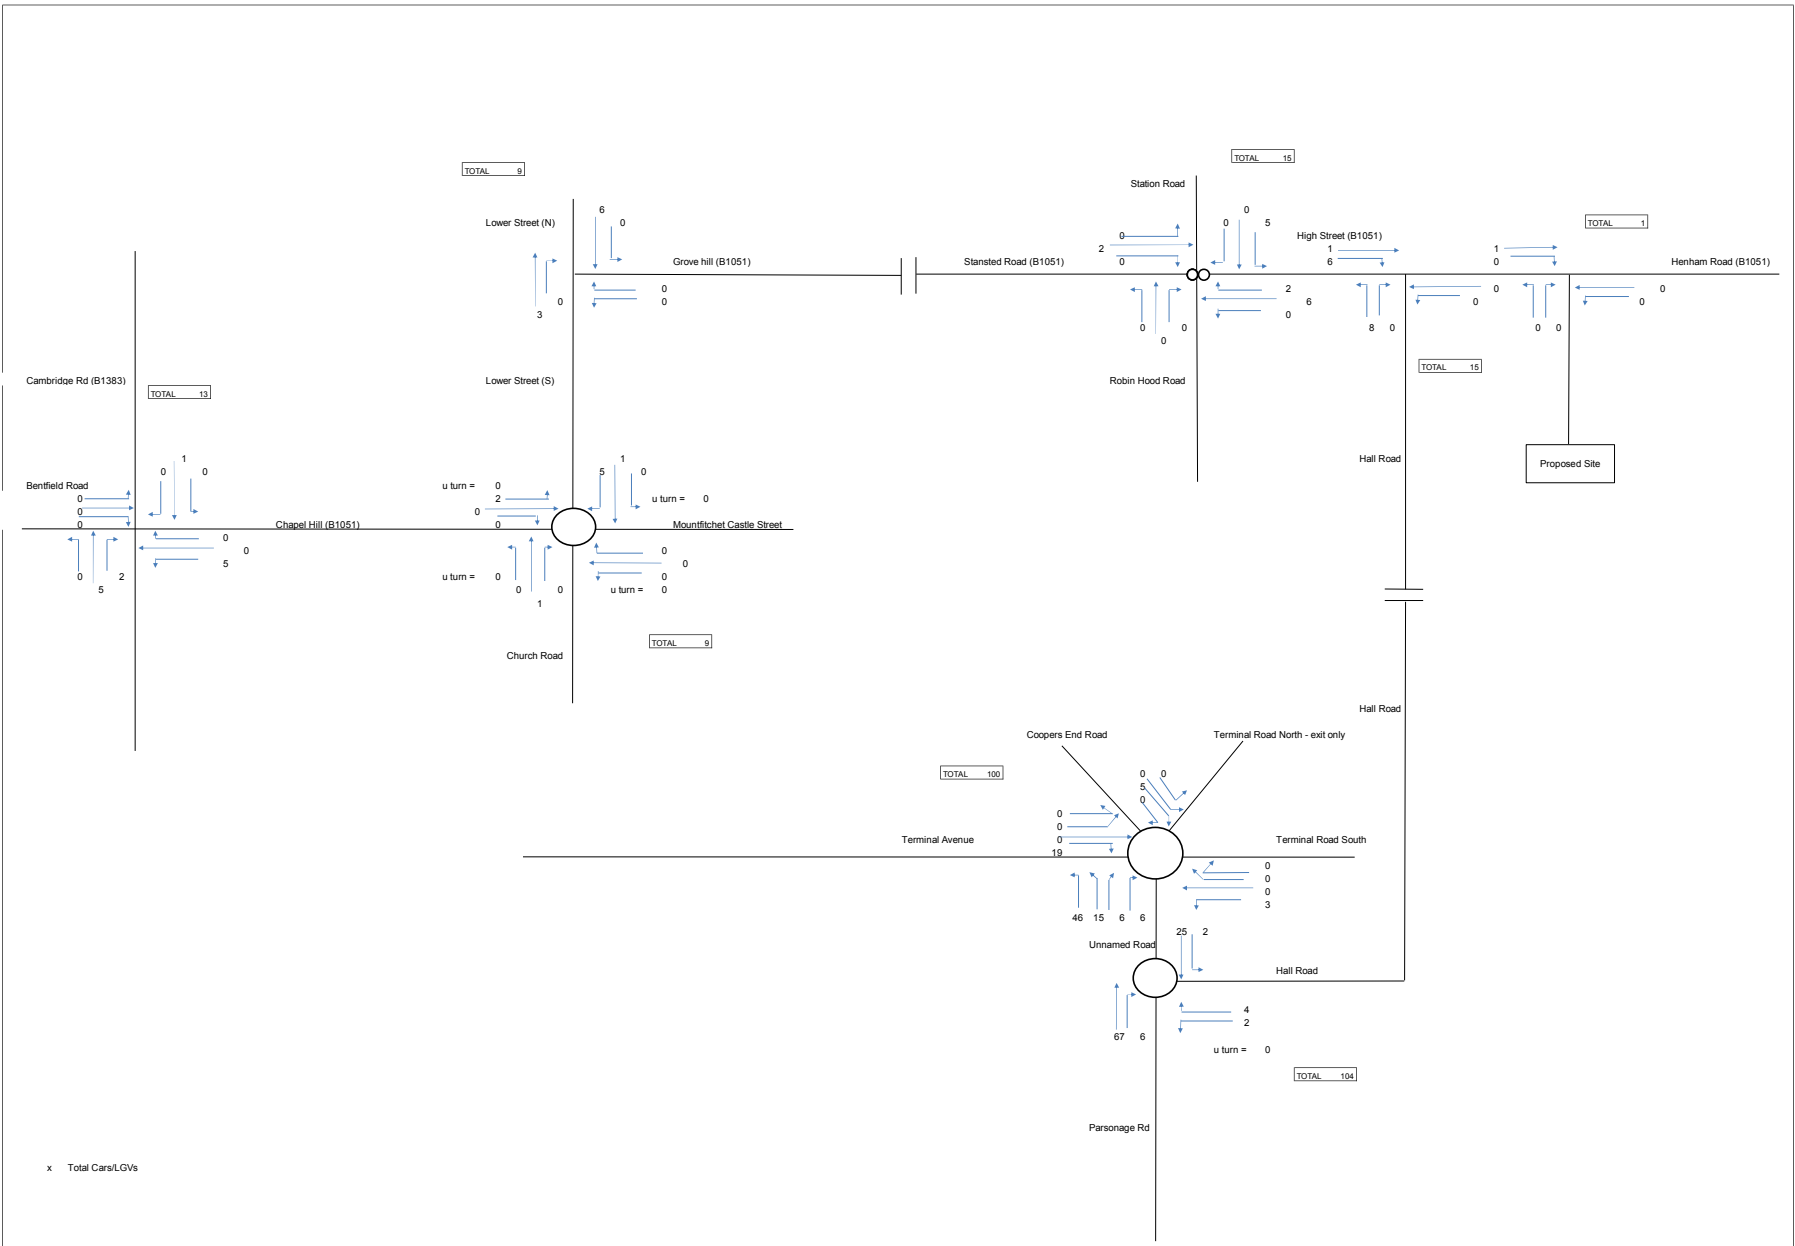 TOTAL 15
TOTAL 9
Station Road
6
0
Lower Street (N)
0
0
5
TOTAL 1
High Street (B1051)
0
2
0
1
6
1
0
Grove hill (B1051)
Stansted Road (B1051)
Henham Road (B1051)
0
0
0
3
2
6
0
0
0
0
8
0
0
0
0
0
0
0
0
TOTAL 15
Cambridge Rd (B1383)
TOTAL 13
Lower Street (S)
Robin Hood Road
Hall Road
Proposed Site
1
0
0
Bentfield Road
0
0
0
Chapel Hill (B1051)
0
0
5
0
2
5
1
5
0
u turn = 0
2
0
0
u turn = 0
Mountfitchet Castle Street
0
0
0
u turn = 0
u turn = 0
0
0
1
TOTAL 9
Church Road
Hall Road
Coopers End Road
Terminal Road North - exit only
TOTAL 100
0
0
5
0
0
0
0
19
Terminal Avenue
Terminal Road South
0
0
0
3
46
15
6
6
25
2
Unnamed Road
Hall Road
4
2
67
6
u turn = 0
TOTAL 104
Parsonage Rd
x Total Cars/LGVs